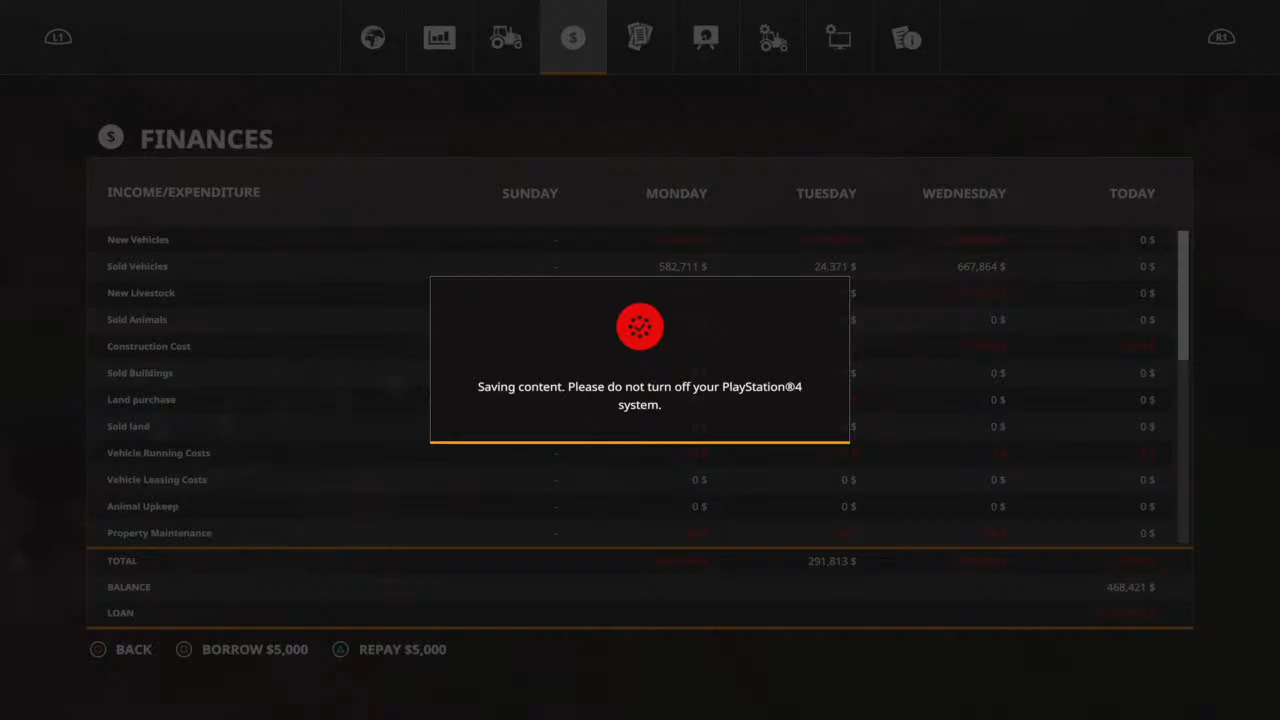 L1
R1
FINANCES
INCOME/EXPENDITURE SUNDAY MONDAY TUESDAY WEDNESDAY TODAY
New Vehicles - 0 $
Sold Vehicles - 582,711 $ 24,371 $ 667,864 $ 0 $
New Livestock - $ 0 $
Sold Animals - $ 0 $ 0 $
Construction Cost
Sold Buildings $ 0 $ 0 $
Land purchase 0 $ 0 $
Sold land $ 0 $ 0 $
Vehicle Running Costs -
Vehicle Leasing Costs - 0 $ 0 $ 0 $ 0 $
Animal Upkeep - 0 $ 0 $ 0 $ 0 $
Property Maintenance - 0 $
TOTAL 291,813 $
BALANCE 468,421 $
LOAN
Saving content. Please do not turn off your PlayStation®4
system.
BACK BORROW $5,000 REPAY $5,000